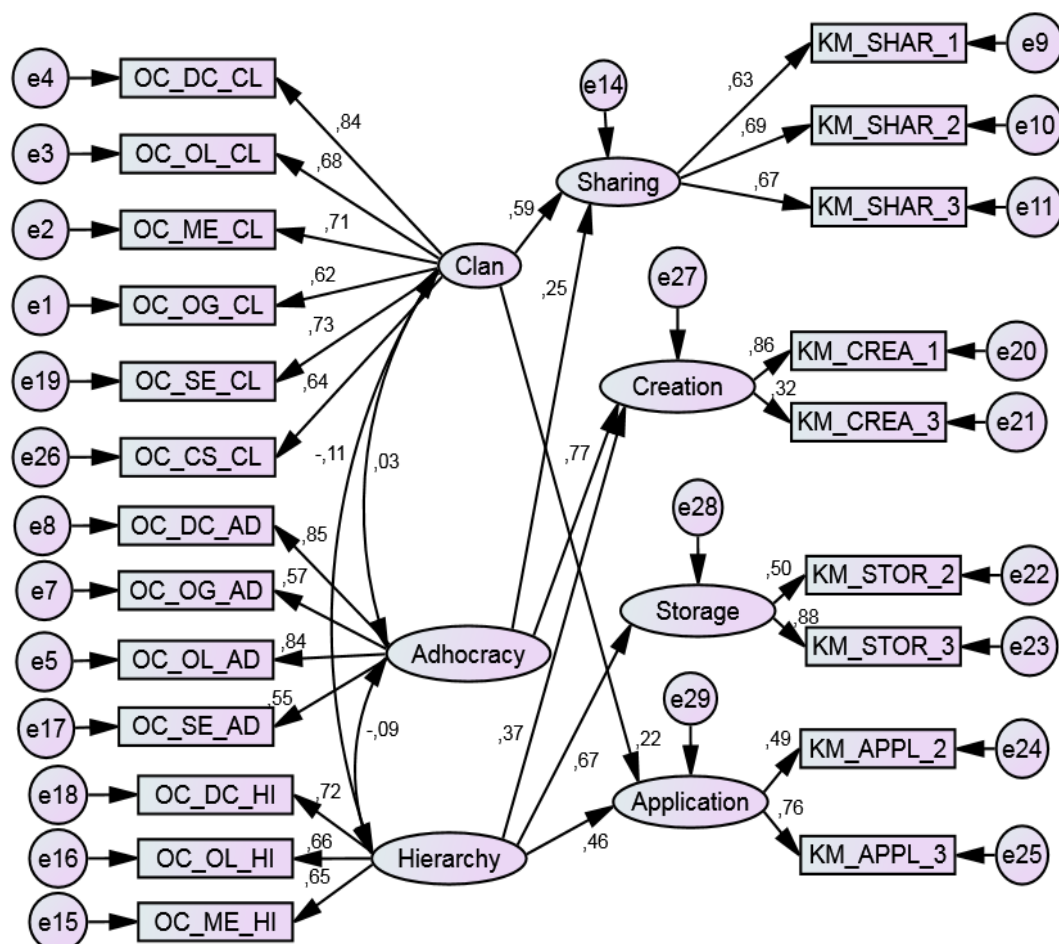 e4
OC_DC_CL
,84
e3
OC_OL_CL
,68
e2
OC_ME_CL
,71
e1
OC_OG_CL
,62
e19
OC_SE_CL
,73
e26
OC_CS_CL
,64
Clan
-,11
,03
e8
OC_DC_AD
,85
e7
OC_OG_AD
,57
e5
OC_OL_AD
,84
e17
OC_SE_AD
,55
Adhocracy
-,09
e18
OC_DC_HI
,72
e16
OC_OL_HI
,66
e15
OC_ME_HI
,65
Hierarchy
,59
,25
,77
,37
,67
,22
,46
e14
Sharing
,63
KM_SHAR_1
e9
,69
KM_SHAR_2
e10
,67
KM_SHAR_3
e11
e27
Creation
,86
KM_CREA_1
e20
,32
KM_CREA_3
e21
e28
Storage
,50
KM_STOR_2
e22
,88
KM_STOR_3
e23
e29
Application
,49
KM_APPL_2
e24
,76
KM_APPL_3
e25